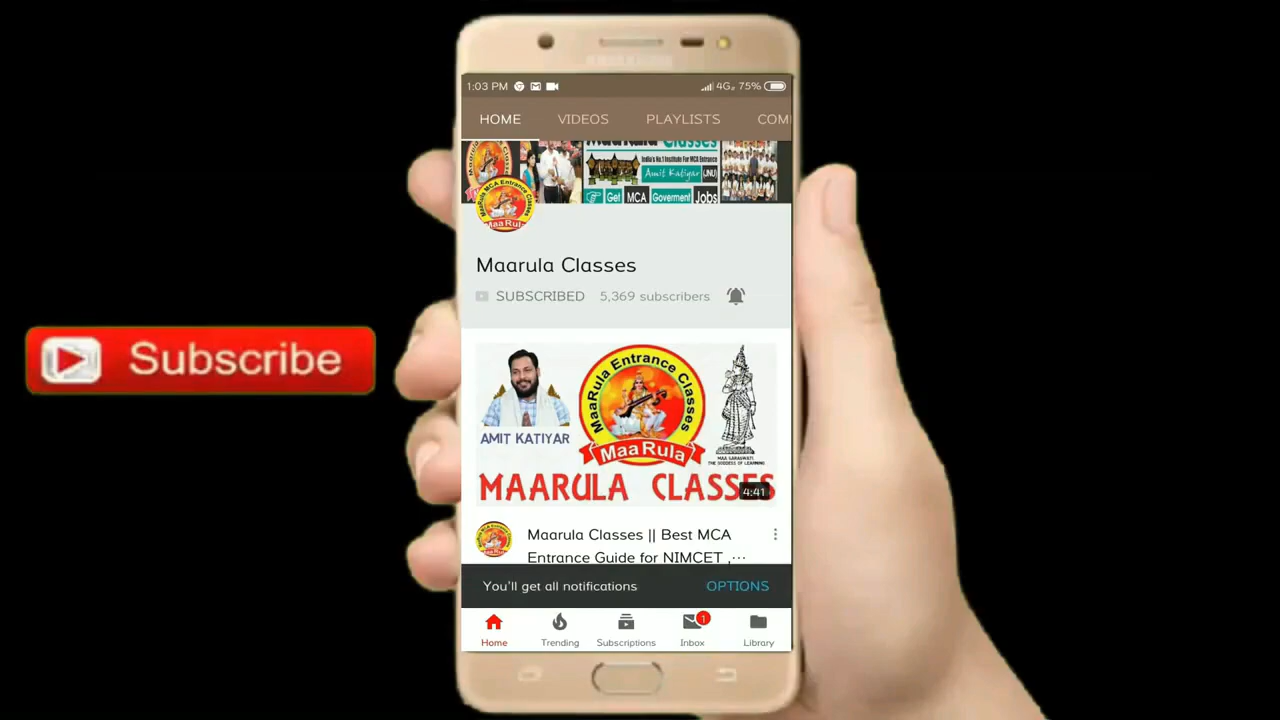 SAMSUNG
1:03 PM 4G 75%
HOME VIDEOS PLAYLISTS COM
Classes
India's No.1 Institute For MCA Entrance
Amit Katiyar JNU
Get MCA Goverment Jobs
MaaRula MCA Entrance Classes
MaaRula
Maarula Classes
SUBSCRIBED 5,369 subscribers
Subscribe
MaaRula Entrance Classes
MaaRula
AMIT KATIYAR
MAA SARASWATI
THE GODDESS OF LEARNING
MAARULA CLASSES
4:41
Maarula Classes || Best MCA
Entrance Guide for NIMCET ,...
You'll get all notifications OPTIONS
1
Home Trending Subscriptions Inbox Library